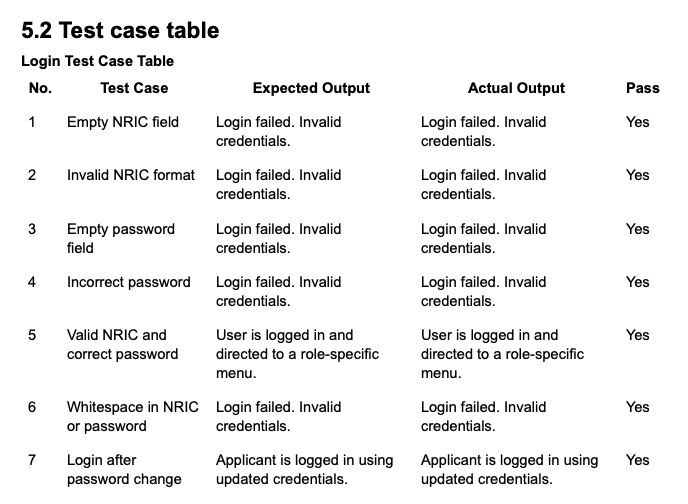 5.2 Test case table
Login Test Case Table
No. Test Case Expected Output Actual Output Pass
1 Empty NRIC field Login failed. Invalid Login failed. Invalid Yes
credentials. credentials.
2 Invalid NRIC format Login failed. Invalid Login failed. Invalid Yes
credentials. credentials.
3 Empty password Login failed. Invalid Login failed. Invalid Yes
field credentials. credentials.
4 Incorrect password Login failed. Invalid Login failed. Invalid Yes
credentials. credentials.
5 Valid NRIC and User is logged in and User is logged in and Yes
correct password directed to a role-specific directed to a role-specific
menu. menu.
6 Whitespace in NRIC Login failed. Invalid Login failed. Invalid Yes
or password credentials. credentials.
7 Login after Applicant is logged in using Applicant is logged in using Yes
password change updated credentials. updated credentials.